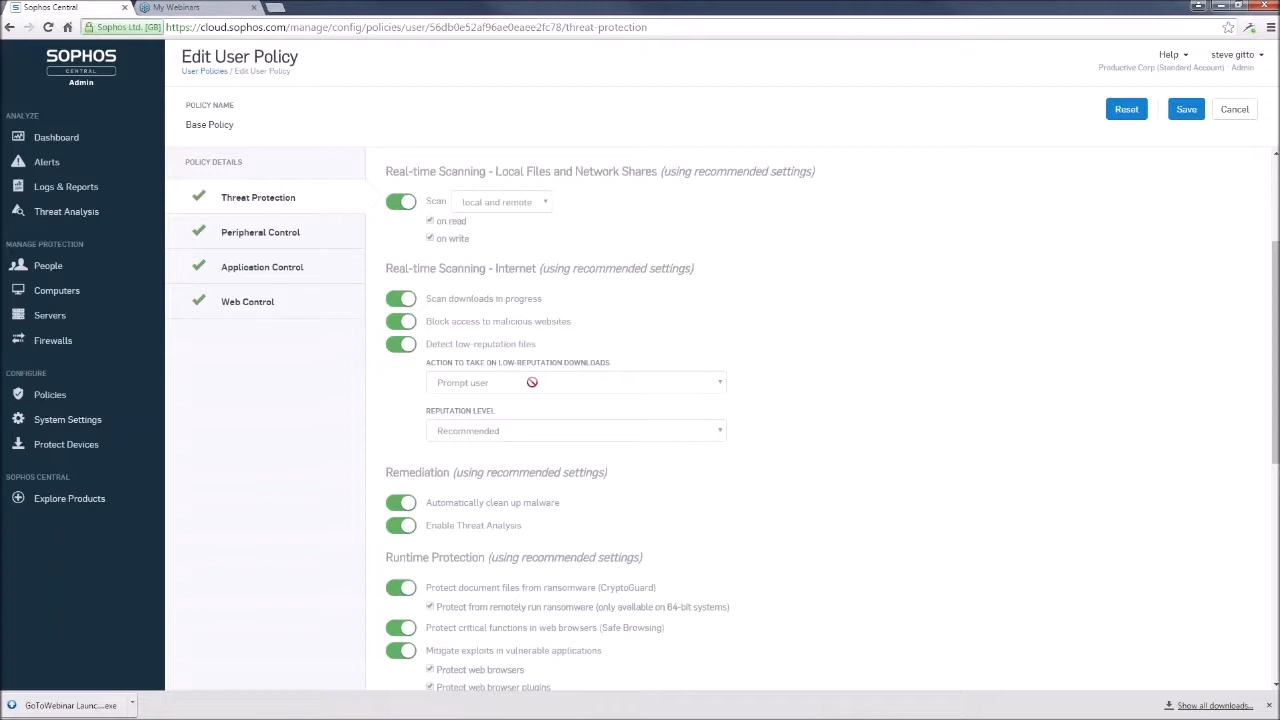 Sophos Central
My Webinars
Sophos Ltd. [GB]
https://cloud.sophos.com/manage/config/policies/user/56db0e52af96ae0eaee2fc78/threat-protection
SOPHOS
CENTRAL
Admin
Edit User Policy
User Policies / Edit User Policy
Help
steve gitto
Productive Corp (Standard Account) - Admin
POLICY NAME
Base Policy
Reset
Save
Cancel
ANALYZE
Dashboard
Alerts
Logs & Reports
Threat Analysis
MANAGE PROTECTION
People
Computers
Servers
Firewalls
CONFIGURE
Policies
System Settings
Protect Devices
SOPHOS CENTRAL
Explore Products
POLICY DETAILS
Threat Protection
Peripheral Control
Application Control
Web Control
Real-time Scanning - Local Files and Network Shares (using recommended settings)
Scan
local and remote
on read
on write
Real-time Scanning - Internet (using recommended settings)
Scan downloads in progress
Block access to malicious websites
Detect low-reputation files
ACTION TO TAKE ON LOW-REPUTATION DOWNLOADS
Prompt user
REPUTATION LEVEL
Recommended
Remediation (using recommended settings)
Automatically clean up malware
Enable Threat Analysis
Runtime Protection (using recommended settings)
Protect document files from ransomware (CryptoGuard)
Protect from remotely run ransomware (only available on 64-bit systems)
Protect critical functions in web browsers (Safe Browsing)
Mitigate exploits in vulnerable applications
Protect web browsers
Protect web browser plugins
GoToWebinar Launc....exe
Show all downloads...